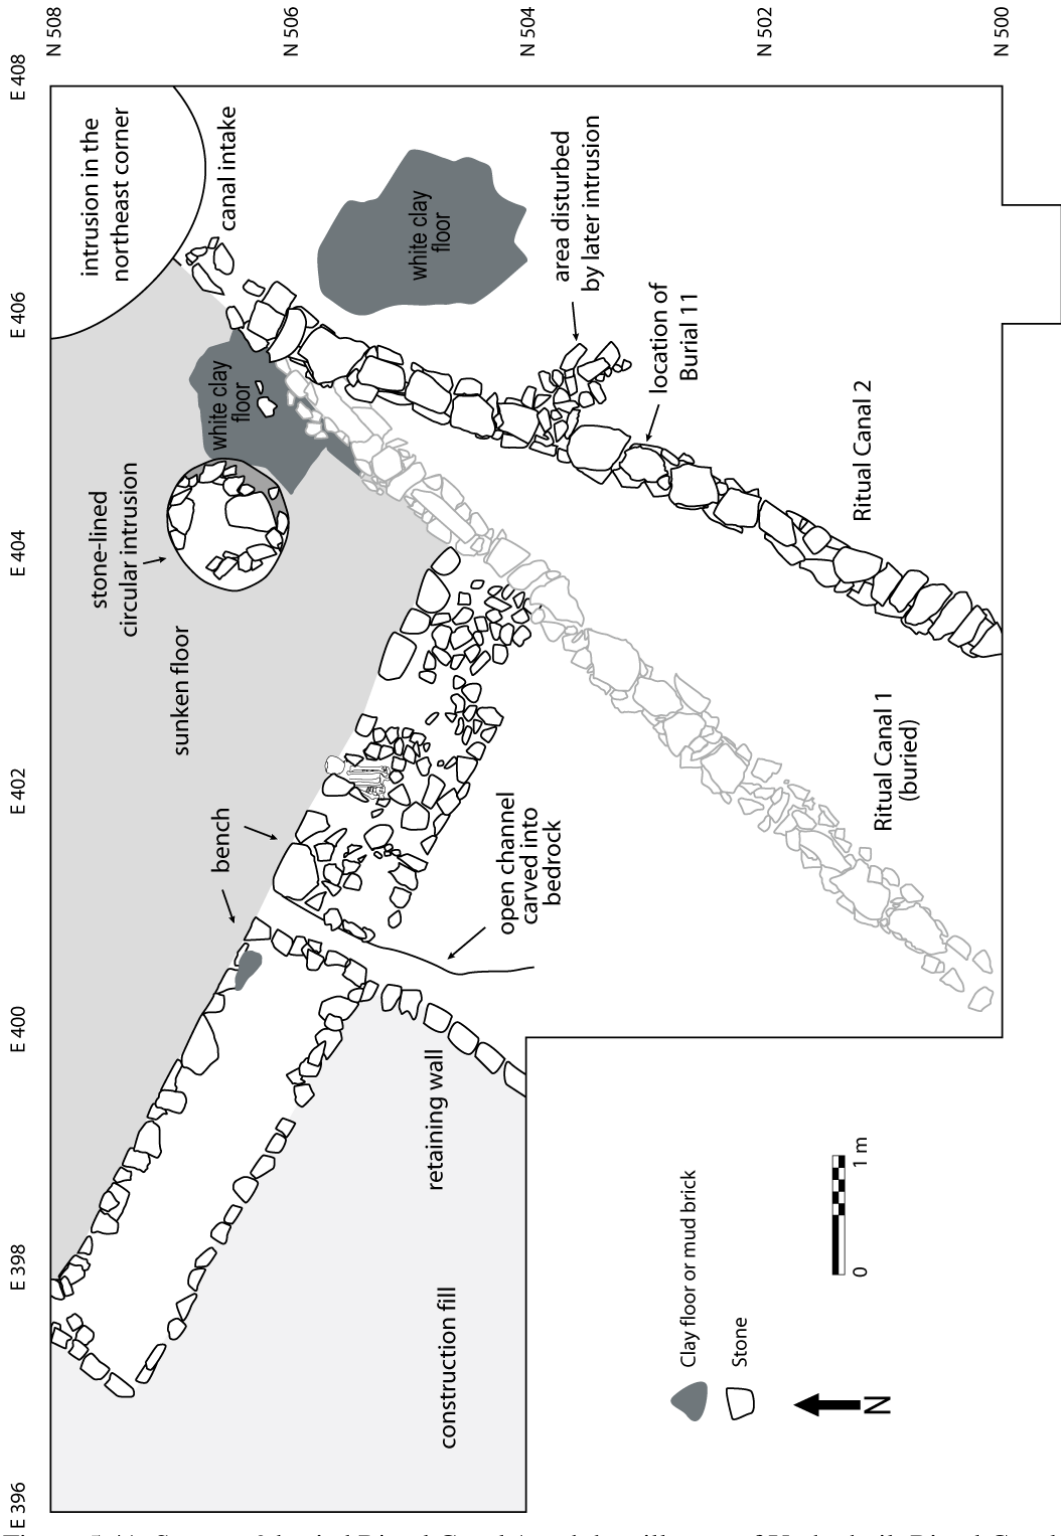 N 508
N 506
N 504
N 502
N 500
E 408
E 406
E 404
E 402
E 400
E 398
E 396
intrusion in the
northeast corner
canal intake
white clay
floor
area disturbed
by later intrusion
location of
Burial 11
white clay
floor
Ritual Canal 2
stone-lined
circular intrusion
sunken floor
Ritual Canal 1
(buried)
bench
open channel
carved into
bedrock
retaining wall
construction fill
Clay floor or mud brick
Stone
0
1 m
N